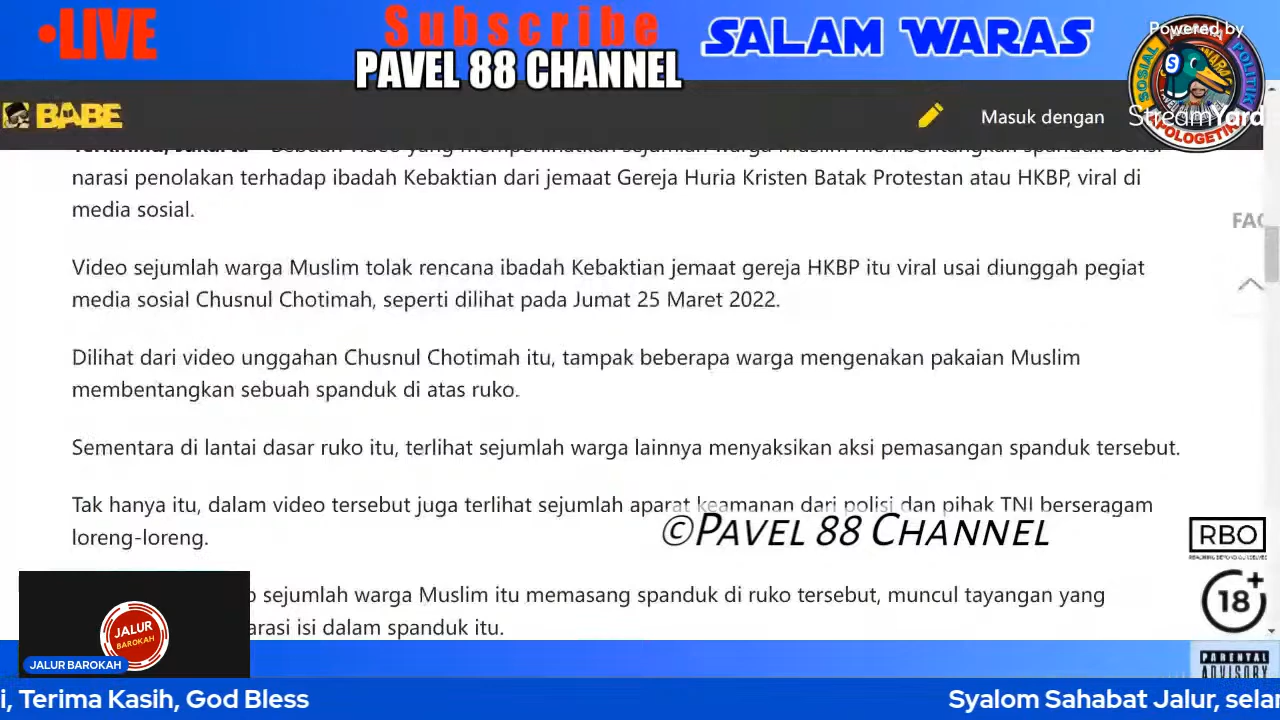 •LIVE
Subscribe
PAVEL 88 CHANNEL
SALAM WARAS
Powered by
StreamYard
SOSIAL
POLITIK
APOLOGETIK
BABE
Masuk dengan
narasi penolakan terhadap ibadah Kebaktian dari jemaat Gereja Huria Kristen Batak Protestan atau HKBP, viral di
media sosial.
Video sejumlah warga Muslim tolak rencana ibadah Kebaktian jemaat gereja HKBP itu viral usai diunggah pegiat
media sosial Chusnul Chotimah, seperti dilihat pada Jumat 25 Maret 2022.
Dilihat dari video unggahan Chusnul Chotimah itu, tampak beberapa warga mengenakan pakaian Muslim
membentangkan sebuah spanduk di atas ruko.
Sementara di lantai dasar ruko itu, terlihat sejumlah warga lainnya menyaksikan aksi pemasangan spanduk tersebut.
Tak hanya itu, dalam video tersebut juga terlihat sejumlah aparat keamanan dari polisi dan pihak TNI berseragam
loreng-loreng.
©PAVEL 88 CHANNEL
sejumlah warga Muslim itu memasang spanduk di ruko tersebut, muncul tayangan yang
isi dalam spanduk itu.
RBO
18+
PARENTAL
ADVISORY
JALUR
BAROKAH
JALUR BAROKAH
i, Terima Kasih, God Bless
Syalom Sahabat Jalur,